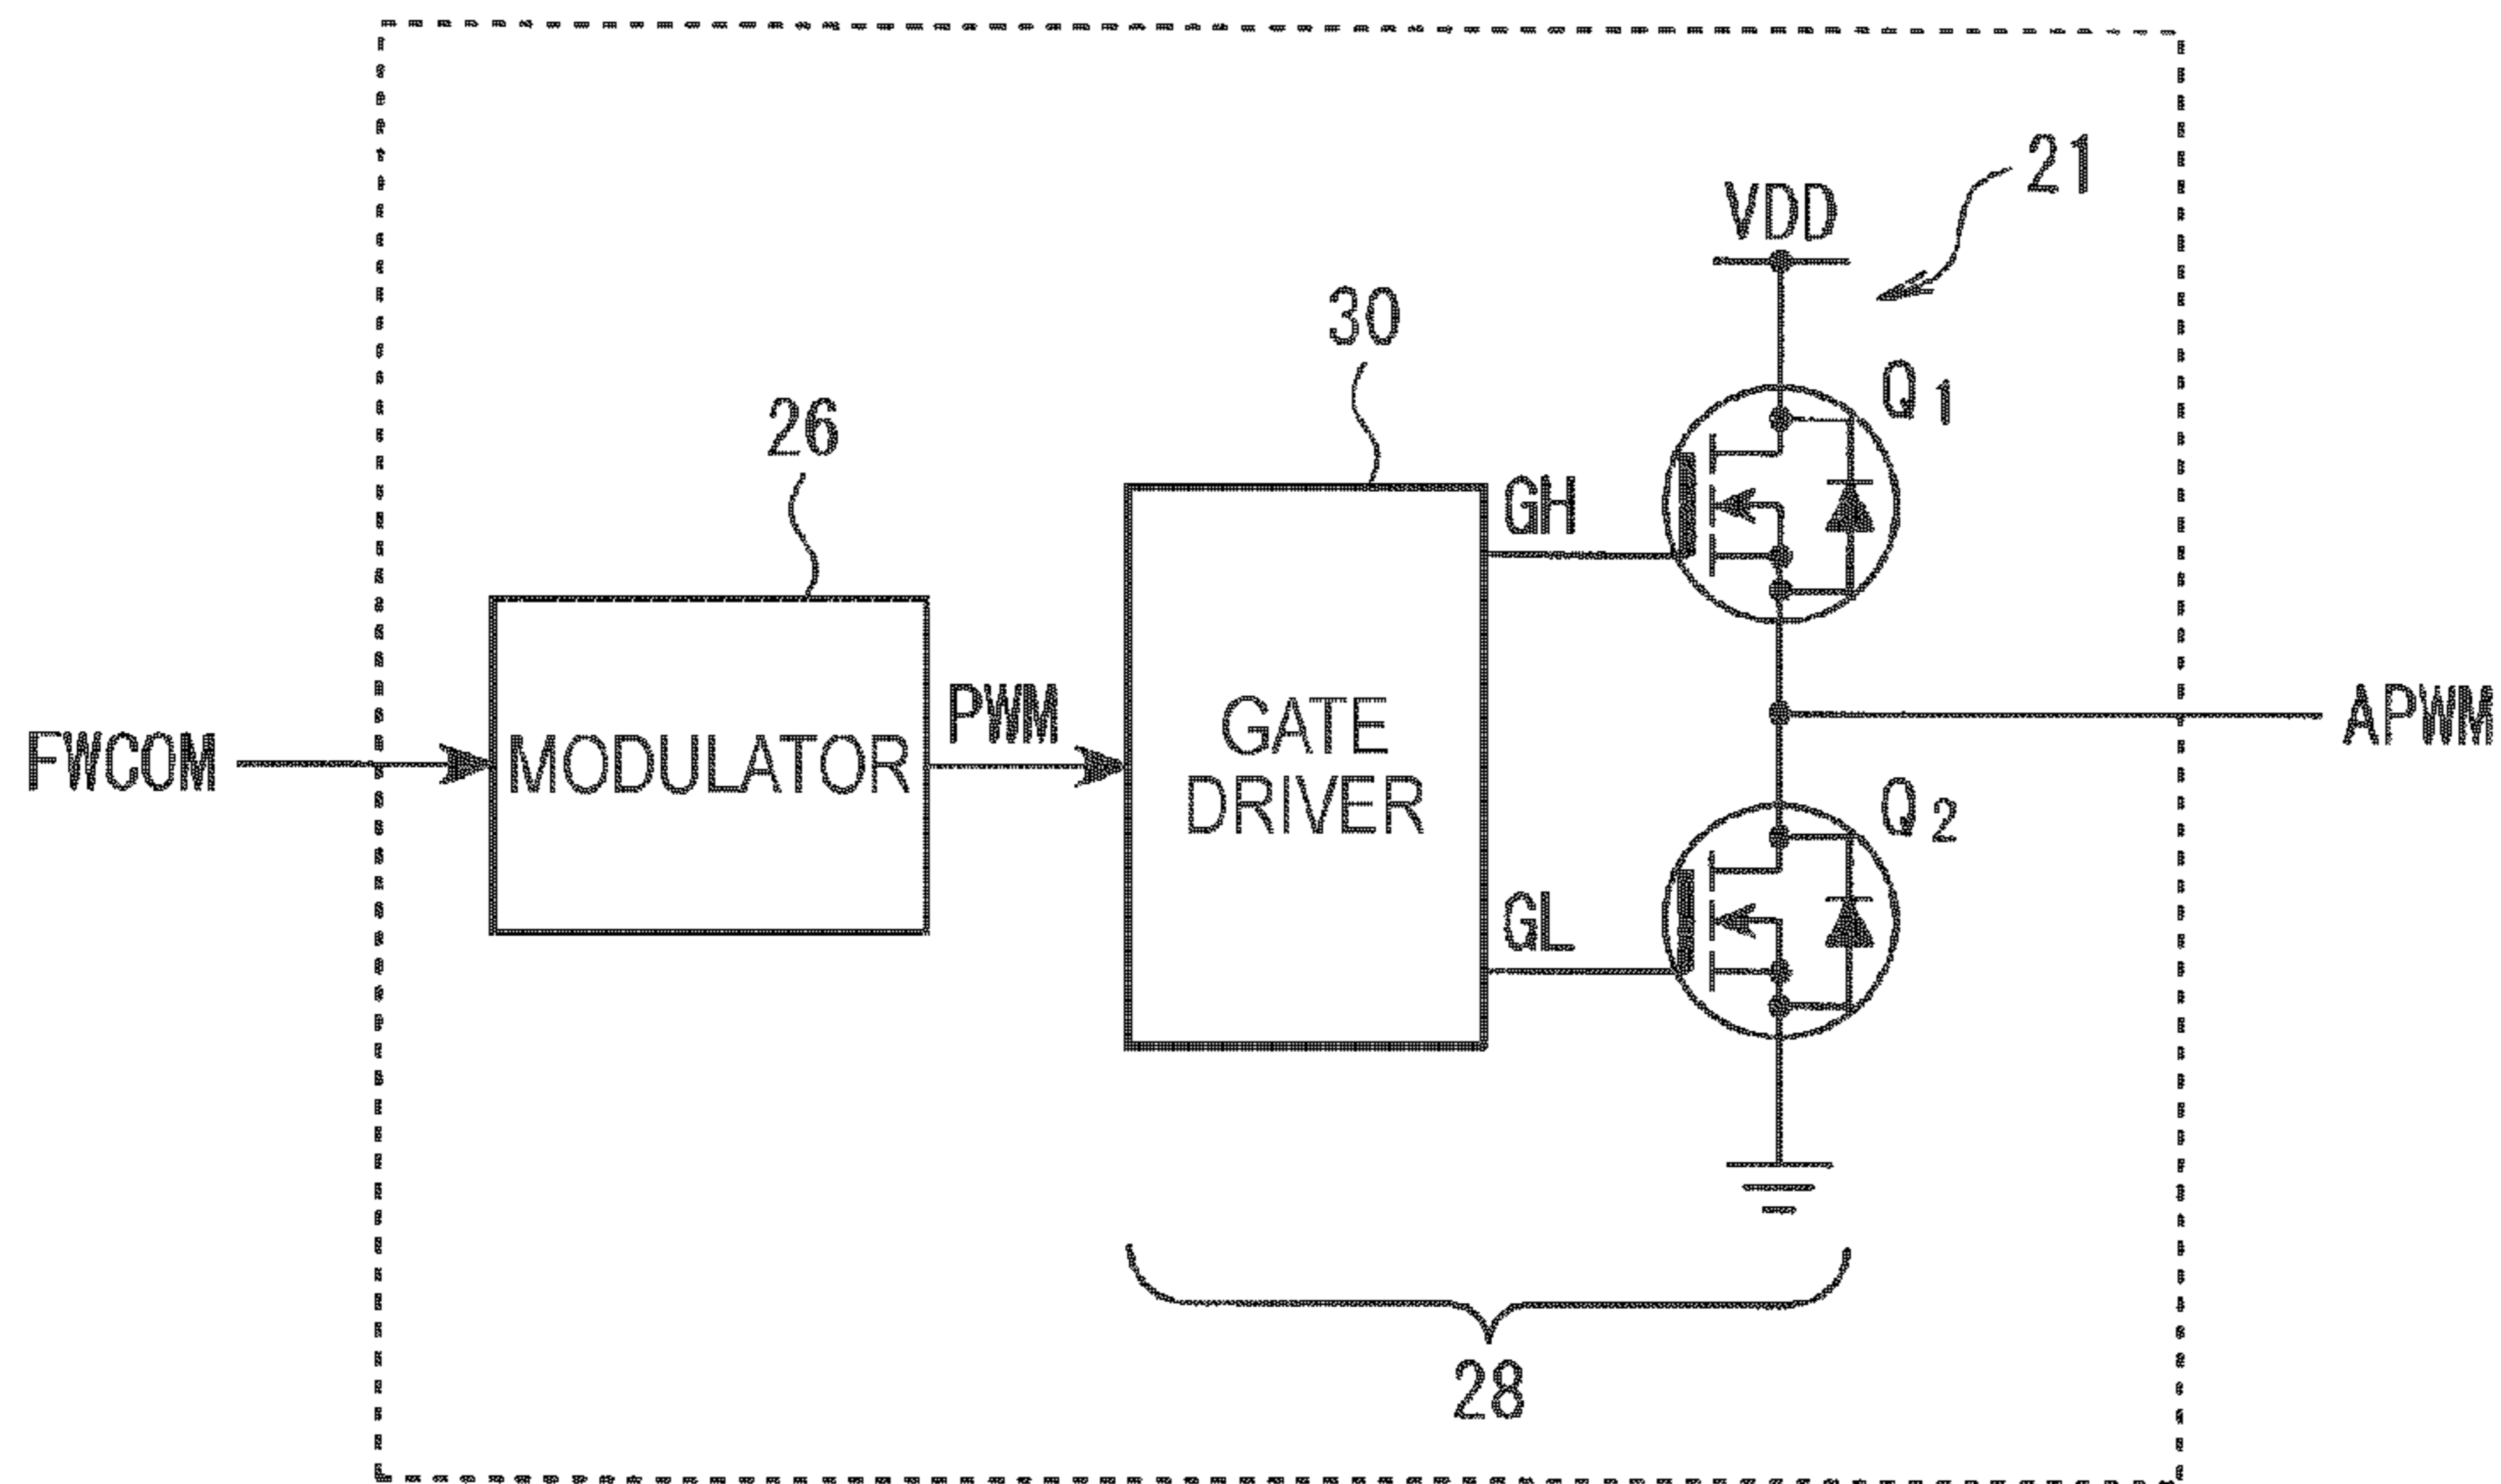 21
VDD
30
Q1
26
GH
PWM
APWM
FWCOM
MODULATOR
GATE
DRIVER
Q2
GL
28